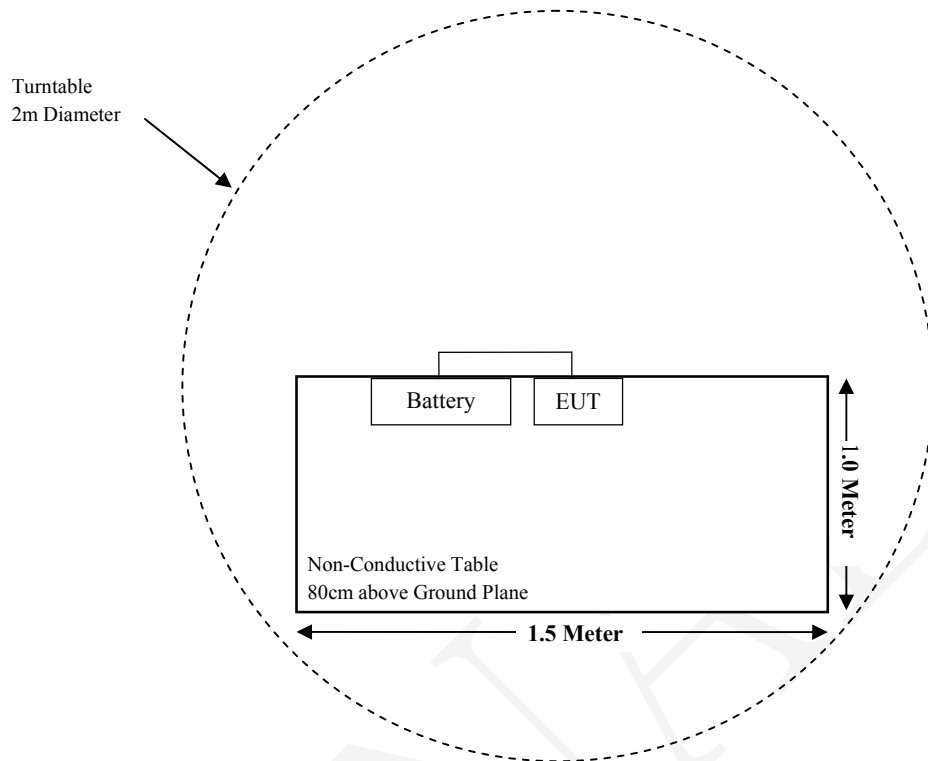 Turntable
2m Diameter
Battery
EUT
1.0 Meter
Non-Conductive Table
80cm above Ground Plane
1.5 Meter